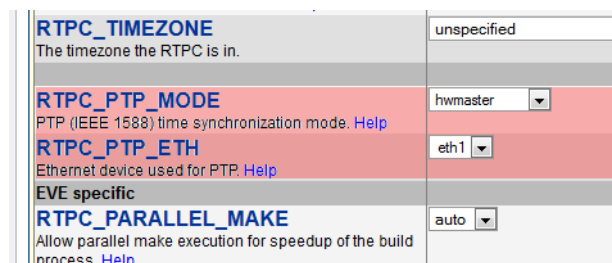 RTPC_TIMEZONE
unspecified
The timezone the RTPC is in.
RTPC_PTP_MODE
hwmaster
PTP (IEEE 1588) time synchronization mode. Help
RTPC_PTP_ETH
eth1
Ethernet device used for PTP. Help
EVE specific
RTPC_PARALLEL_MAKE
auto
Allow parallel make execution for speedup of the build
process. Help